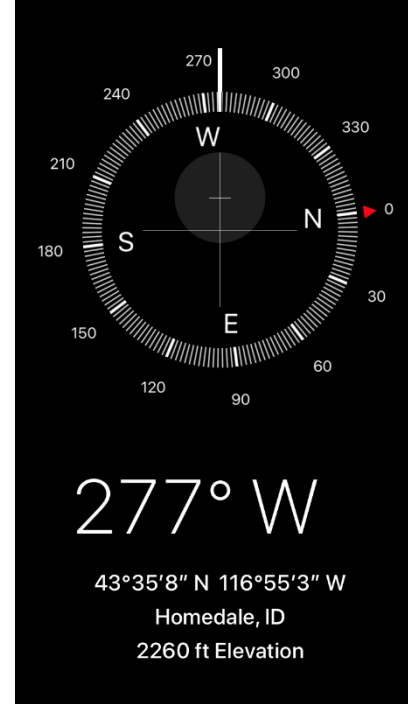 270
300
240
330
W
210
N
0
S
180
30
E
150
60
120
90
277° W
43°35′8″ N 116°55′3″ W
Homedale, ID
2260 ft Elevation